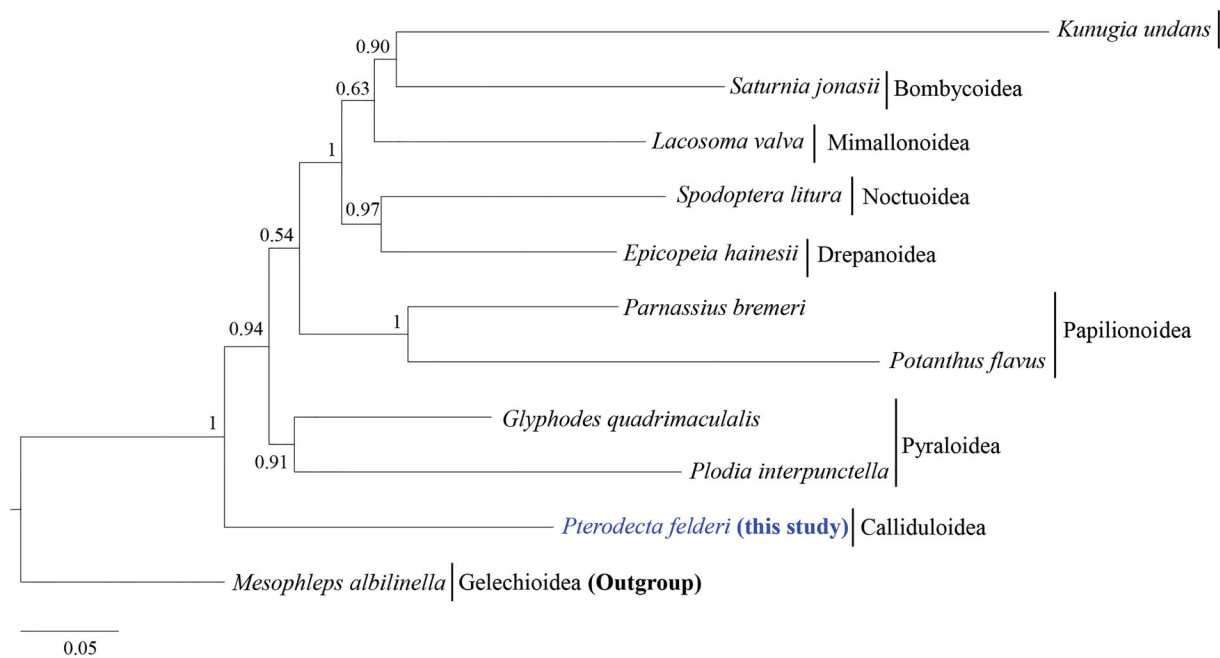 Kunugia undans
0.90
Saturnia jonasii Bombycoidea
0.63
Lacosoma valva Mimallonoidea
1
Spodoptera litura Noctuoidea
0.97
0.54
Epicopeia hainesii Drepanoidea
Parnassius bremeri
1
0.94
Papilionoidea
Potanthus flavus
Glyphodes quadrimaculalis
1
Pyraloidea
0.91
Plodia interpunctella
Pterodecta felderi (this study) Calliduloidea
Mesophleps albilinella Gelechioidea (Outgroup)
0.05